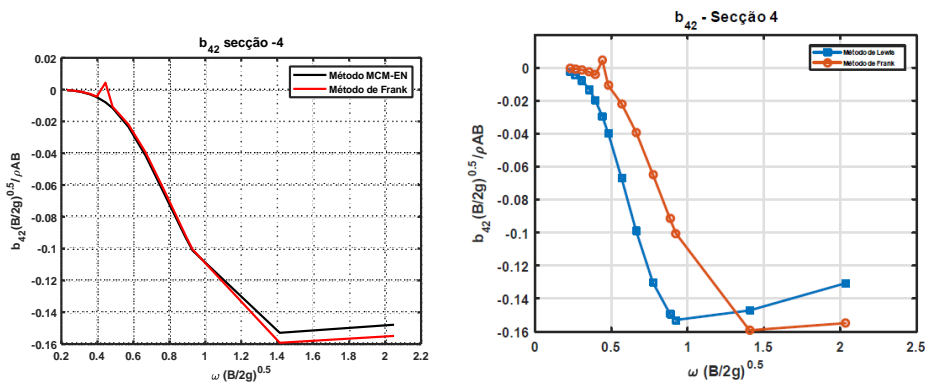 b42 secção -4
0.02
0
-0.02
-0.04
-0.06
-0.08
-0.1
-0.12
-0.14
-0.16
b42(B/2g)^0.5/ρAB
Método MCM-EN
Método de Frank
0.2 0.4 0.6 0.8 1 1.2 1.4 1.6 1.8 2 2.2
ω (B/2g)^0.5
b42 - Secção 4
0
-0.02
-0.04
-0.06
-0.08
-0.1
-0.12
-0.14
-0.16
b42(B/2g)^0.5/ρAB
Método de Lewis
Método de Frank
0 0.5 1 1.5 2 2.5
ω (B/2g)^0.5